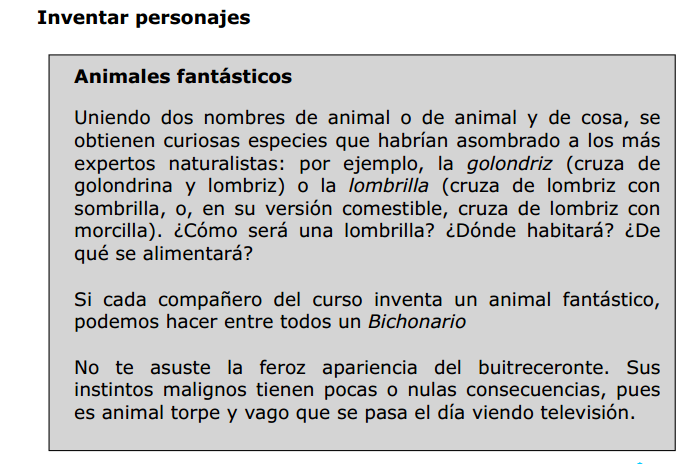 Inventar personajes
Animales fantásticos
Uniendo dos nombres de animal o de animal y de cosa, se
obtienen curiosas especies que habrían asombrado a los más
expertos naturalistas: por ejemplo, la golondriz (cruza de
golondrina y lombriz) o la lombrilla (cruza de lombriz con
sombrilla, o, en su versión comestible, cruza de lombriz con
morcilla). ¿Cómo será una lombrilla? ¿Dónde habitará? ¿De
qué se alimentará?
Si cada compañero del curso inventa un animal fantástico,
podemos hacer entre todos un Bichonario
No te asuste la feroz apariencia del buitreceronte. Sus
instintos malignos tienen pocas o nulas consecuencias, pues
es animal torpe y vago que se pasa el día viendo televisión.